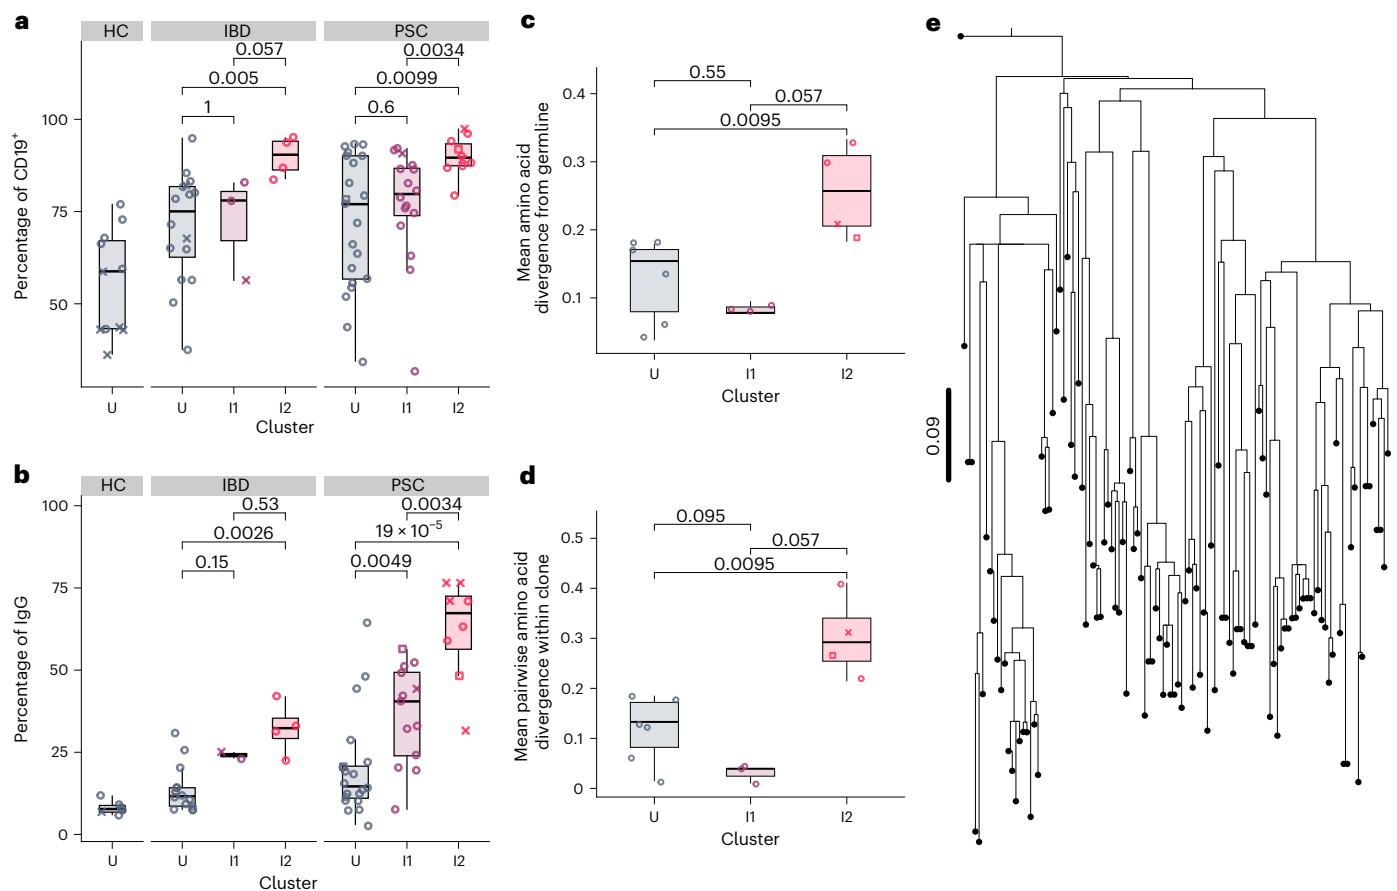 a
HC
IBD
PSC
0.057
0.0034
0.005
0.0099
1
0.6
100
75
50
Percentage of CD19+
U
U
I1
I2
U
I1
I2
Cluster
b
HC
IBD
PSC
0.53
0.0034
0.0026
19 × 10−5
0.15
0.0049
100
75
50
25
0
Percentage of IgG
U
U
I1
I2
U
I1
I2
Cluster
c
0.55
0.057
0.0095
0.4
0.3
0.2
0.1
Mean amino acid
divergence from germline
U
I1
I2
Cluster
d
0.095
0.057
0.0095
0.5
0.4
0.3
0.2
0.1
0
Mean pairwise amino acid
divergence within clone
U
I1
I2
Cluster
e
0.09